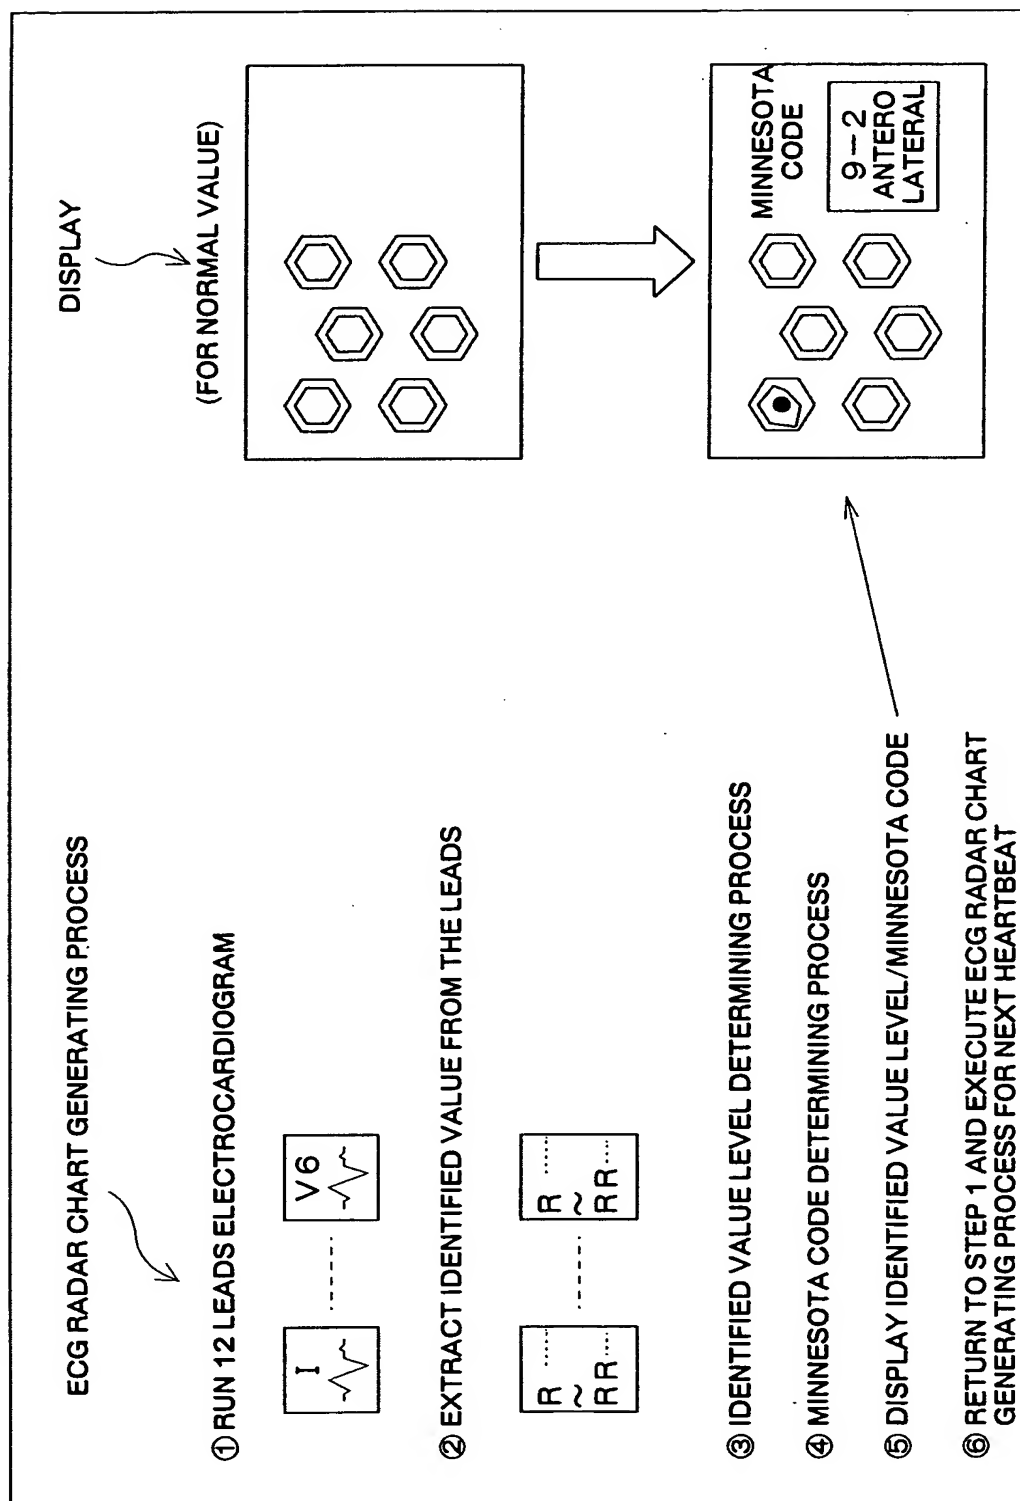 ECG RADAR CHART GENERATING PROCESS
① RUN 12 LEADS ELECTROCARDIOGRAM
I ----- V6
② EXTRACT IDENTIFIED VALUE FROM THE LEADS
R ...... R ......
~ ----- ~
RR ...... RR ......
③ IDENTIFIED VALUE LEVEL DETERMINING PROCESS
④ MINNESOTA CODE DETERMINING PROCESS
⑤ DISPLAY IDENTIFIED VALUE LEVEL/MINNESOTA CODE
⑥ RETURN TO STEP 1 AND EXECUTE ECG RADAR CHART
GENERATING PROCESS FOR NEXT HEARTBEAT
DISPLAY
(FOR NORMAL VALUE)
MINNESOTA
CODE
9-2
ANTERO
LATERAL